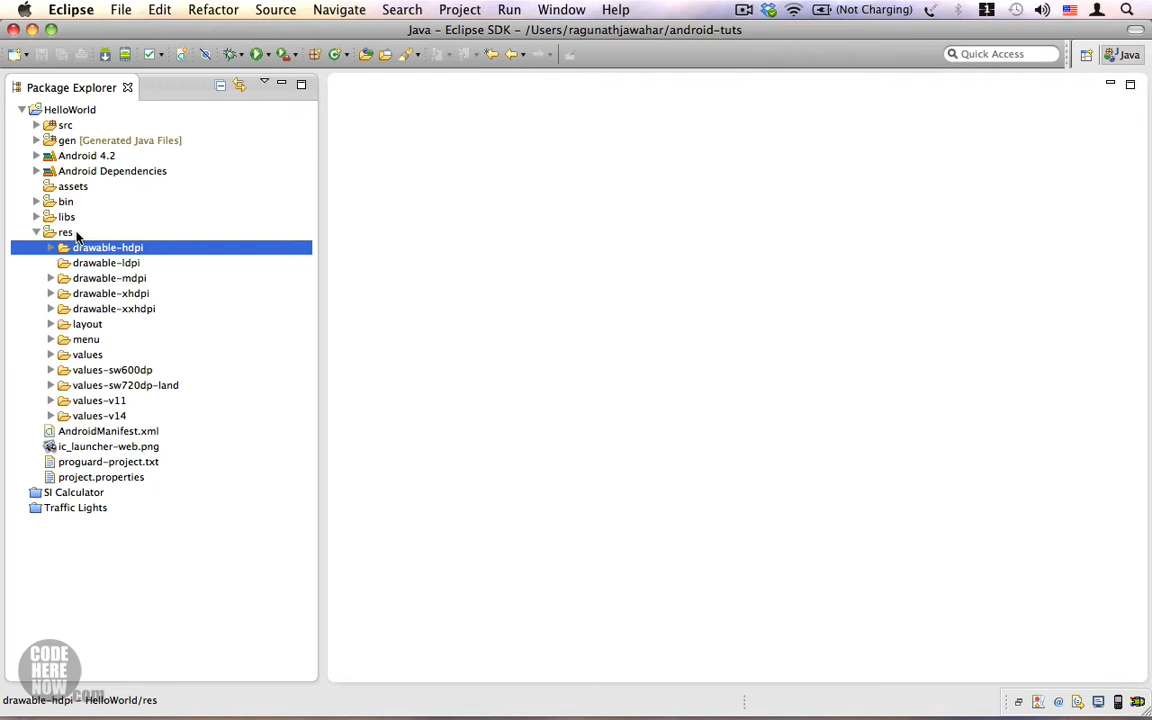 Eclipse File Edit Refactor Source Navigate Search Project Run Window Help (Not Charging) 1
Java - Eclipse SDK - /Users/ragunathjawahar/android-tuts
Quick Access Java
Package Explorer
HelloWorld
src
gen [Generated Java Files]
Android 4.2
Android Dependencies
assets
bin
libs
res
drawable-hdpi
drawable-ldpi
drawable-mdpi
drawable-xhdpi
drawable-xxhdpi
layout
menu
values
values-sw600dp
values-sw720dp-land
values-v11
values-v14
AndroidManifest.xml
ic_launcher-web.png
proguard-project.txt
project.properties
SI Calculator
Traffic Lights
CODE
HERE
NOW.com
drawable-hdpi - HelloWorld/res